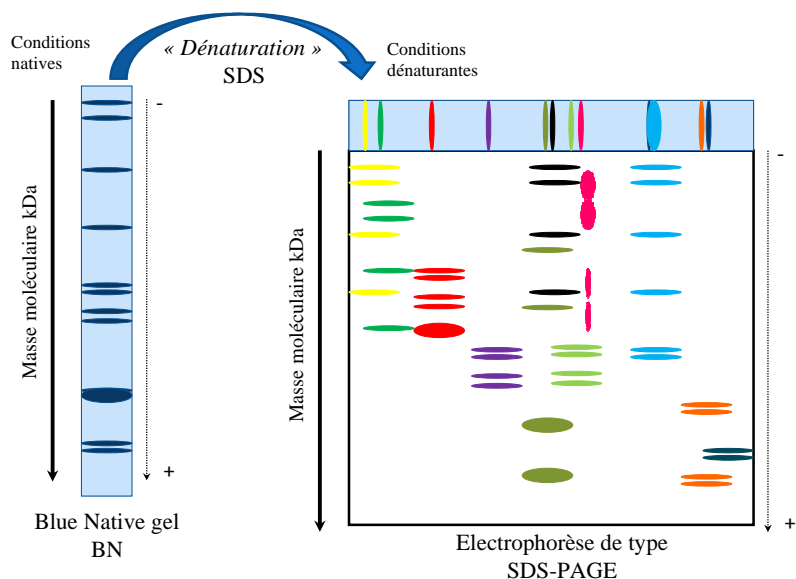 Conditions
natives
« Dénaturation »
SDS
Conditions
dénaturantes
-
Masse moléculaire kDa
+
Blue Native gel
BN
-
Masse moléculaire kDa
+
Electrophorèse de type
SDS-PAGE